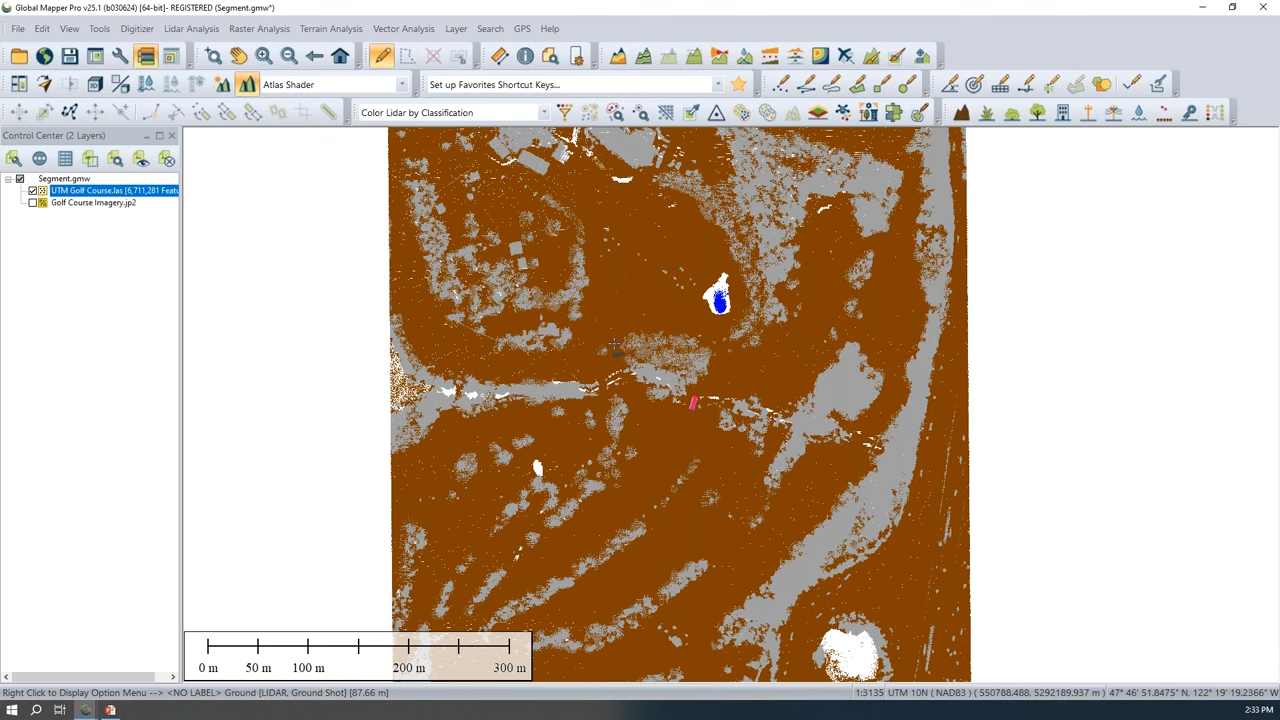 Global Mapper Pro v25.1 (b030624) [64-bit] - REGISTERED (Segment.gmw*)
File Edit View Tools Digitizer Lidar Analysis Raster Analysis Terrain Analysis Vector Analysis Layer Search GPS Help
Atlas Shader Set up Favorites Shortcut Keys...
Color Lidar by Classification
Control Center (2 Layers)
Segment.gmw
UTM Golf Course.las [6,711,281 Featu
Golf Course Imagery.jp2
0 m 50 m 100 m 200 m 300 m
Right Click to Display Option Menu --> <NO LABEL> Ground [LIDAR, Ground Shot] [87.66 m] 1:3135 UTM 10N ( NAD83) ( 550788.488, 5292189.937 m ) 47° 46' 51.8475" N, 122° 19' 19.2366" W
2:33 PM